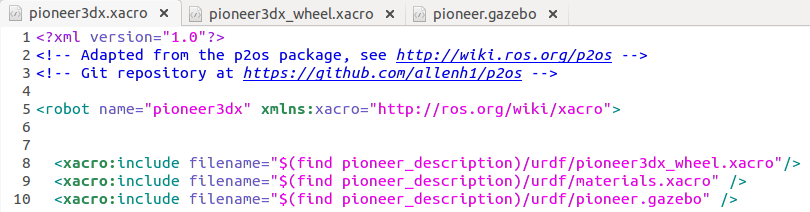 pioneer3dx.xacro × pioneer3dx_wheel.xacro × pioneer.gazebo ×
1 <?xml version="1.0"?>
2 <!-- Adapted from the p2os package, see http://wiki.ros.org/p2os -->
3 <!-- Git repository at https://github.com/allenh1/p2os -->
4
5 <robot name="pioneer3dx" xmlns:xacro="http://ros.org/wiki/xacro">
6
7
8 <xacro:include filename="$(find pioneer_description)/urdf/pioneer3dx_wheel.xacro"/>
9 <xacro:include filename="$(find pioneer_description)/urdf/materials.xacro" />
10 <xacro:include filename="$(find pioneer_description)/urdf/pioneer.gazebo" />